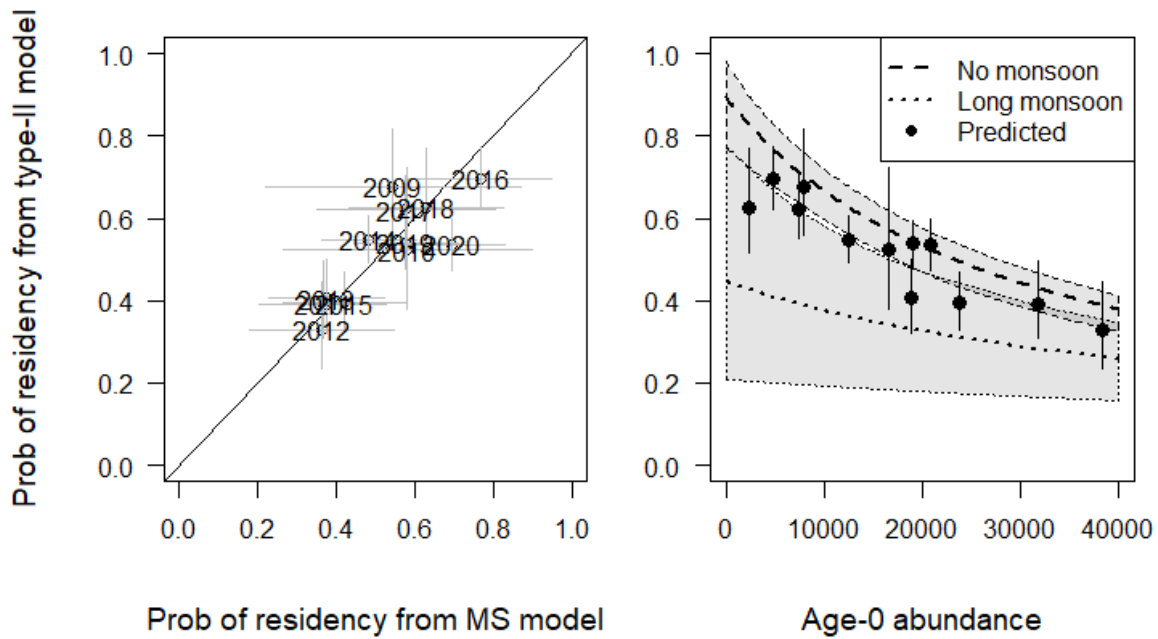 Prob of residency from type-II model
1.0
0.8
0.6
0.4
0.2
0.0
2009
2016
2017
2018
2014
2020
2015
2012
0.0 0.2 0.4 0.6 0.8 1.0
Prob of residency from MS model
No monsoon
Long monsoon
Predicted
1.0
0.8
0.6
0.4
0.2
0.0
0 10000 20000 30000 40000
Age-0 abundance